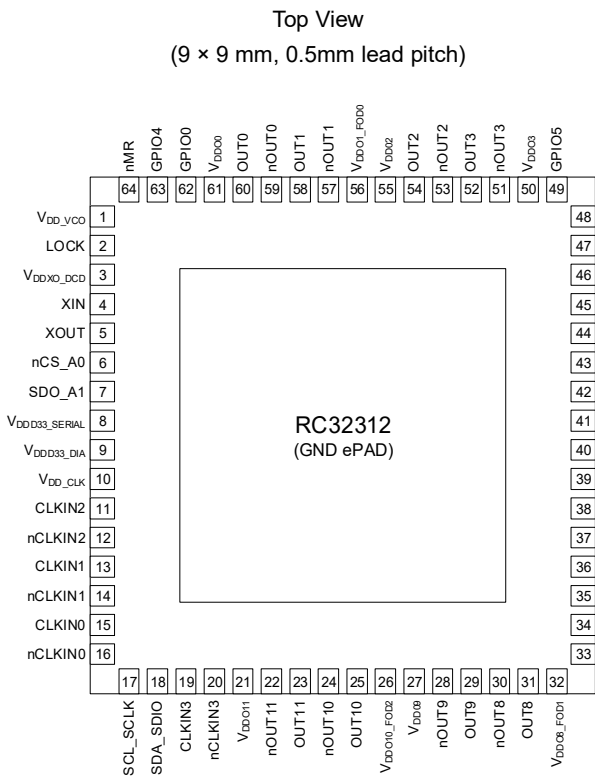 Top View
(9 × 9 mm, 0.5mm lead pitch)
nMR
GPIO4
GPIO0
VDDO0
OUT0
nOUT0
OUT1
nOUT1
VDDO1_FOD0
VDDO2
OUT2
nOUT2
OUT3
nOUT3
VDDO3
GPIO5
64 63 62 61 60 59 58 57 56 55 54 53 52 51 50 49
VDD_VCO 1 48
LOCK 2 47
VDDXO_DCD 3 46
XIN 4 45
XOUT 5 44
nCS_A0 6 43
SDO_A1 7 42
VDDD33_SERIAL 8 41
VDDD33_DIA 9 40
VDD_CLK 10 39
CLKIN2 11 38
nCLKIN2 12 37
CLKIN1 13 36
nCLKIN1 14 35
CLKIN0 15 34
nCLKIN0 16 33
RC32312
(GND ePAD)
17 18 19 20 21 22 23 24 25 26 27 28 29 30 31 32
SCL_SCLK
SDA_SDIO
CLKIN3
nCLKIN3
VDDO11
nOUT11
OUT11
nOUT10
OUT10
VDDO10_FOD2
VDDO9
nOUT9
OUT9
nOUT8
OUT8
VDDO8_FOD1